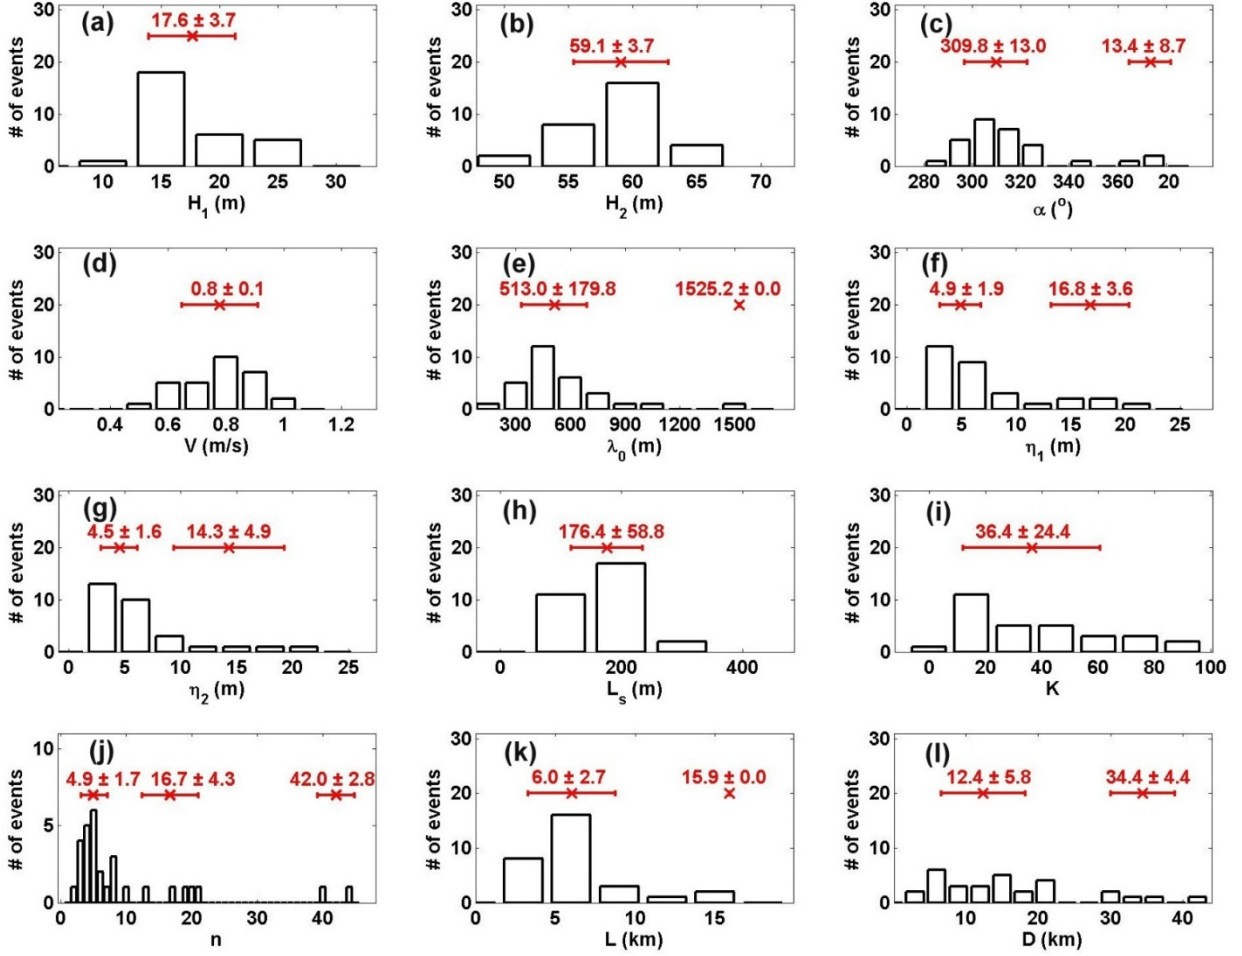 (a)
17.6 ± 3.7
# of events
30
20
10
0
10 15 20 25 30
H1 (m)
(b)
59.1 ± 3.7
# of events
30
20
10
0
50 55 60 65 70
H2 (m)
(c)
309.8 ± 13.0 13.4 ± 8.7
# of events
30
20
10
0
280 300 320 340 360 20
α (o)
(d)
0.8 ± 0.1
# of events
30
20
10
0
0.4 0.6 0.8 1 1.2
V (m/s)
(e)
513.0 ± 179.8 1525.2 ± 0.0
# of events
30
20
10
0
300 600 900 1200 1500
λ0 (m)
(f)
4.9 ± 1.9 16.8 ± 3.6
# of events
30
20
10
0
0 5 10 15 20 25
η1 (m)
(g)
4.5 ± 1.6 14.3 ± 4.9
# of events
30
20
10
0
0 5 10 15 20 25
η2 (m)
(h)
176.4 ± 58.8
# of events
30
20
10
0
0 200 400
Ls (m)
(i)
36.4 ± 24.4
# of events
30
20
10
0
0 20 40 60 80 100
K
(j)
4.9 ± 1.7 16.7 ± 4.3 42.0 ± 2.8
# of events
10
5
0
0 10 20 30 40
n
(k)
6.0 ± 2.7 15.9 ± 0.0
# of events
30
20
10
0
0 5 10 15
L (km)
(l)
12.4 ± 5.8 34.4 ± 4.4
# of events
30
20
10
0
10 20 30 40
D (km)